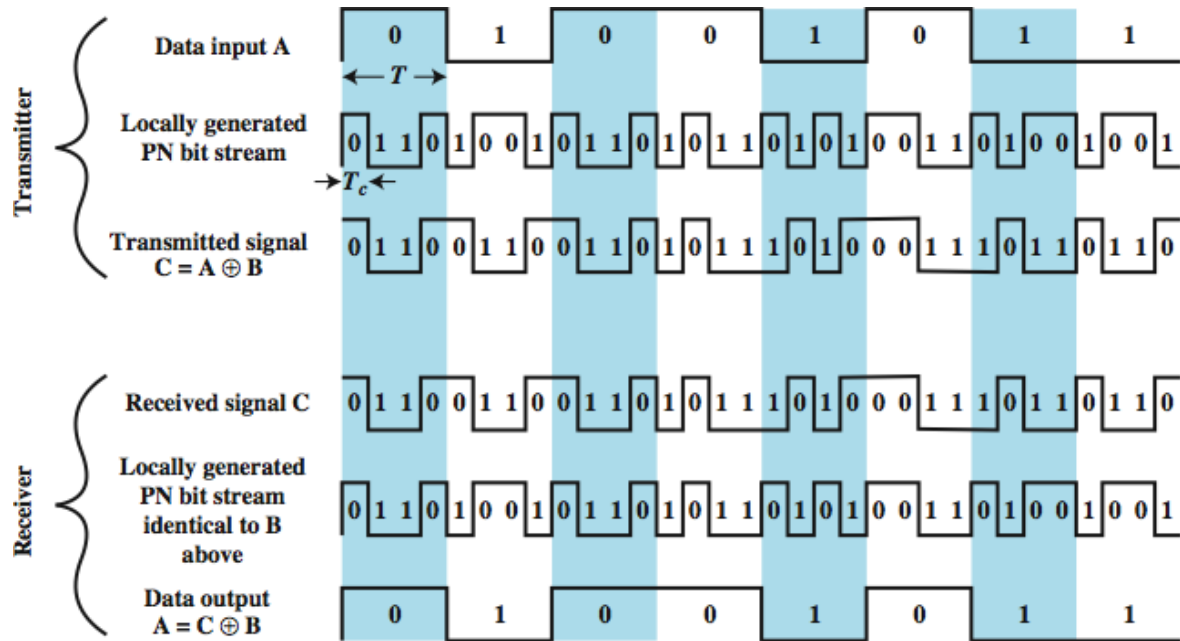 Transmitter
Data input A
0 1 0 0 1 0 1 1
T
Locally generated
PN bit stream
0 1 1 0 1 0 0 1 0 1 1 0 1 0 1 1 0 1 0 1 0 0 1 1 0 1 0 0 1 0 0 1
Tc
Transmitted signal
C = A ⊕ B
0 1 1 0 0 1 1 0 0 1 1 0 1 0 1 1 1 0 1 0 0 0 1 1 1 0 1 1 0 1 1 0
Receiver
Received signal C
0 1 1 0 0 1 1 0 0 1 1 0 1 0 1 1 1 0 1 0 0 0 1 1 1 0 1 1 0 1 1 0
Locally generated
PN bit stream
identical to B
above
0 1 1 0 1 0 0 1 0 1 1 0 1 0 1 1 0 1 0 1 0 0 1 1 0 1 0 0 1 0 0 1
Data output
A = C ⊕ B
0 1 0 0 1 0 1 1